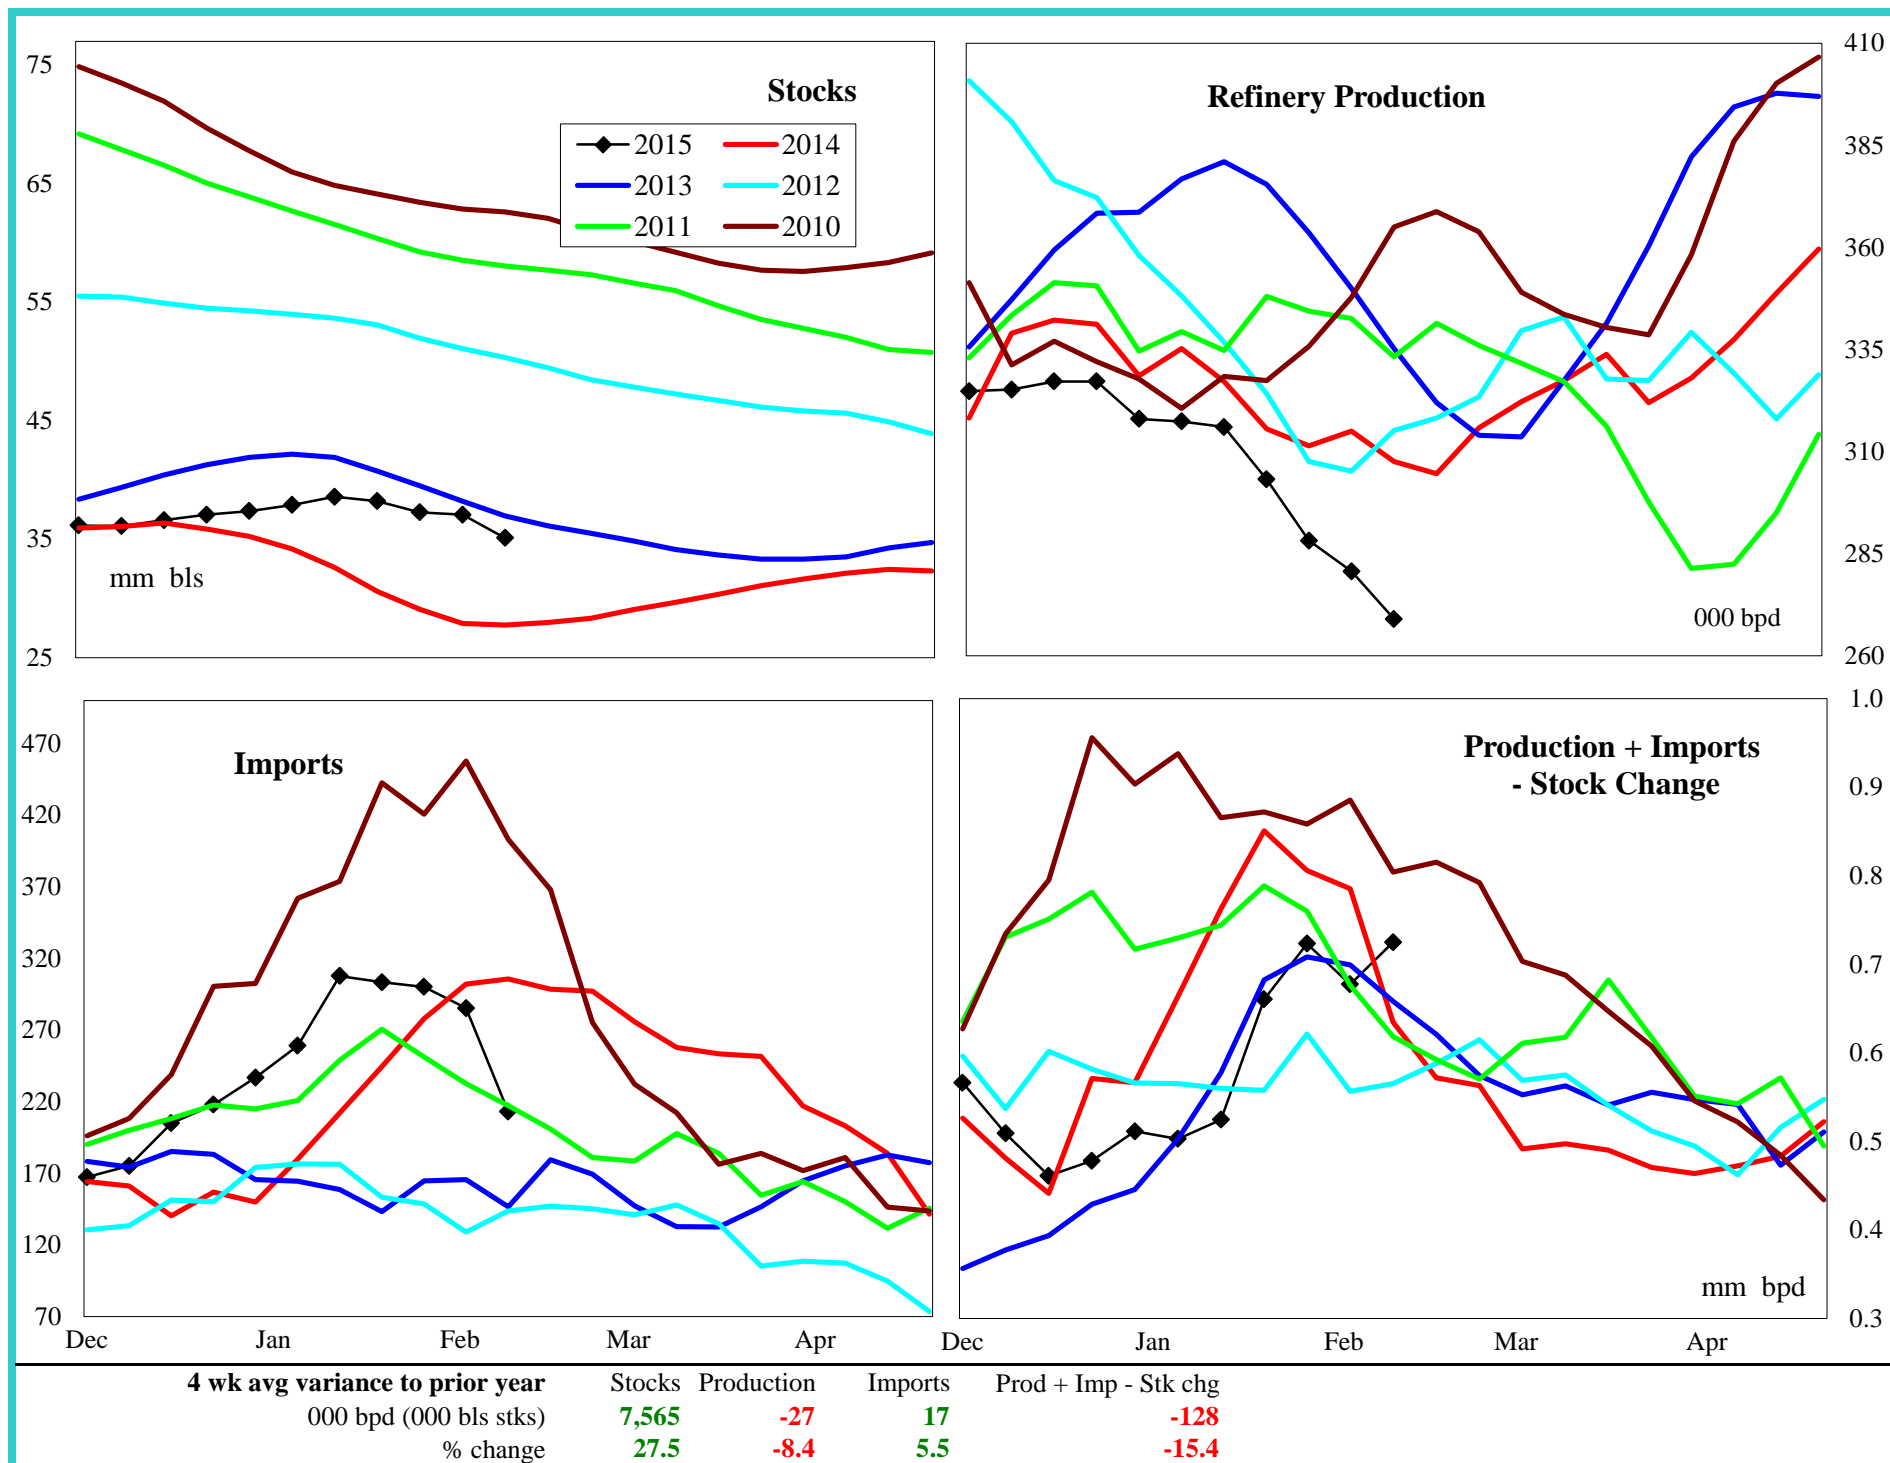 75
65
55
45
35
25
Stocks
2015 2014
2013 2012
2011 2010
mm bls
Refinery Production
410
385
360
335
310
285
260
000 bpd
470
420
370
320
270
220
170
120
70
Imports
Dec Jan Feb Mar Apr
Production + Imports
- Stock Change
1.0
0.9
0.8
0.7
0.6
0.5
0.4
0.3
mm bpd
Dec Jan Feb Mar Apr
4 wk avg variance to prior year Stocks Production Imports Prod + Imp - Stk chg
000 bpd (000 bls stks) 7,565 -27 17 -128
% change 27.5 -8.4 5.5 -15.4